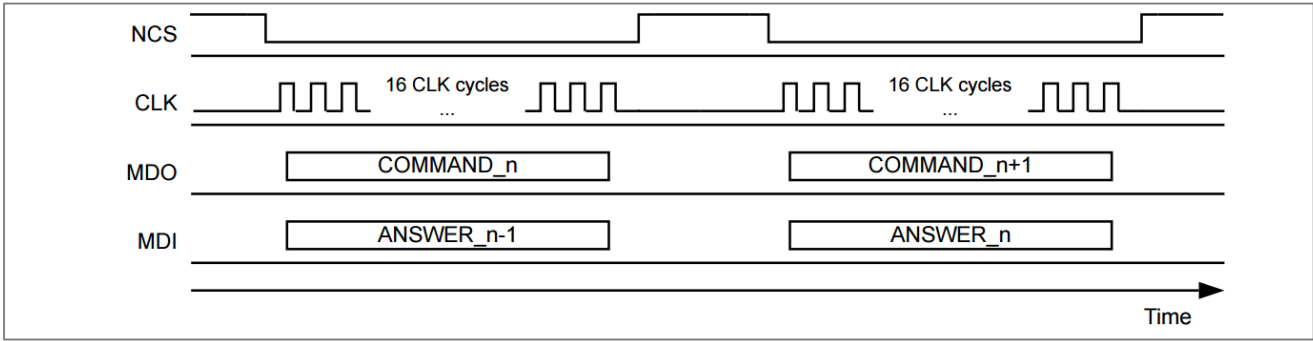 NCS
CLK
16 CLK cycles
...
16 CLK cycles
...
MDO
COMMAND_n
COMMAND_n+1
MDI
ANSWER_n-1
ANSWER_n
Time